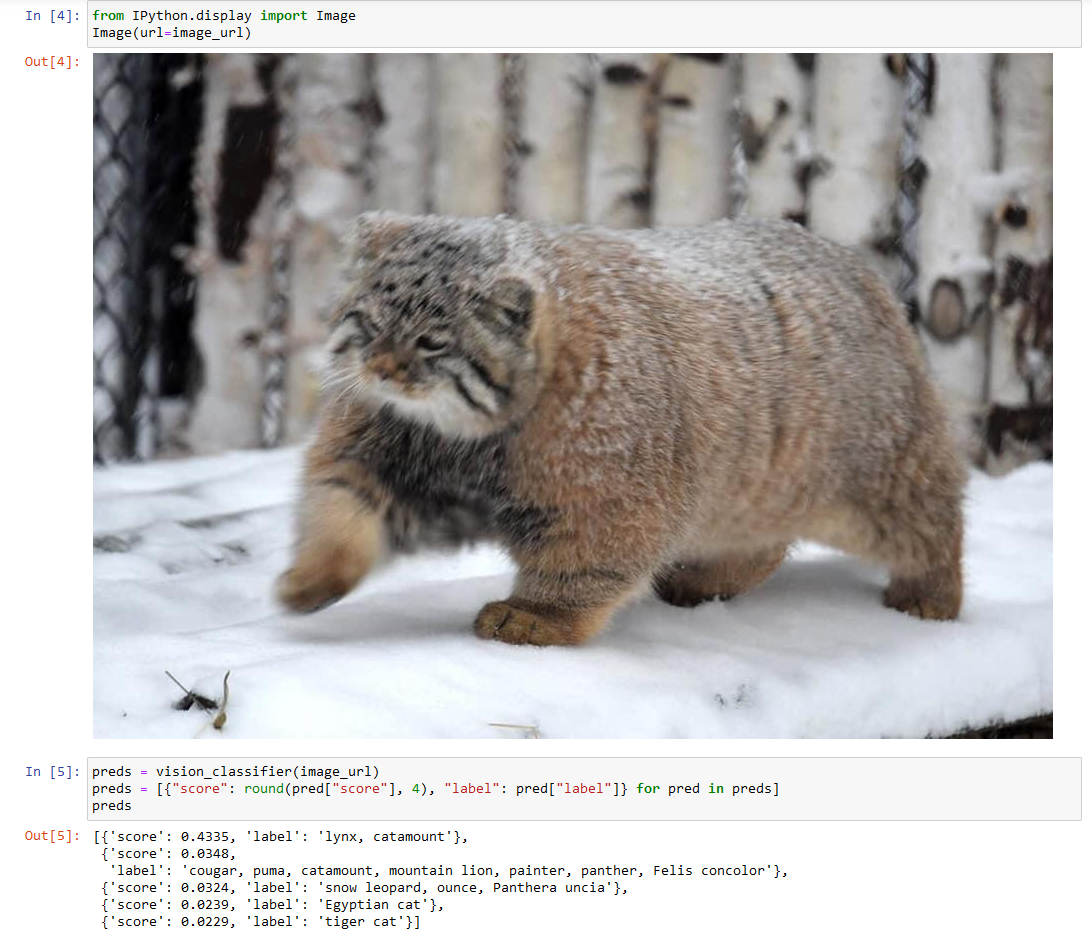 In [4]: from IPython.display import Image
Image(url=image_url)
Out[4]:
In [5]: preds = vision_classifier(image_url)
preds = [{"score": round(pred["score"], 4), "label": pred["label"]} for pred in preds]
preds
Out[5]: [{'score': 0.4335, 'label': 'lynx, catamount'},
{'score': 0.0348,
'label': 'cougar, puma, catamount, mountain lion, painter, panther, Felis concolor'},
{'score': 0.0324, 'label': 'snow leopard, ounce, Panthera uncia'},
{'score': 0.0239, 'label': 'Egyptian cat'},
{'score': 0.0229, 'label': 'tiger cat'}]